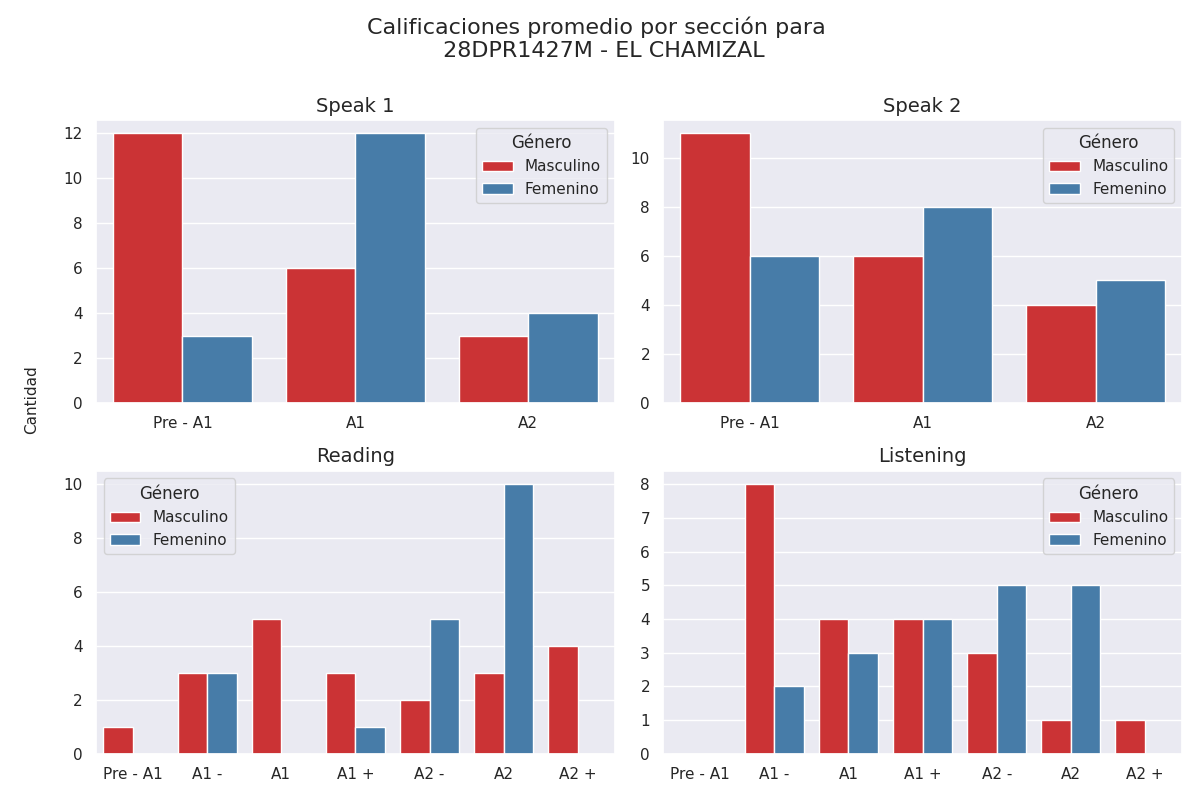 Calificaciones promedio por sección para
28DPR1427M - EL CHAMIZAL
Cantidad
Speak 1
12
10
8
6
4
2
0
Género
Masculino
Femenino
Pre - A1
A1
A2
Speak 2
10
8
6
4
2
0
Género
Masculino
Femenino
Pre - A1
A1
A2
Reading
10
8
6
4
2
0
Género
Masculino
Femenino
Pre - A1
A1 -
A1
A1 +
A2 -
A2
A2 +
Listening
8
7
6
5
4
3
2
1
0
Género
Masculino
Femenino
Pre - A1
A1 -
A1
A1 +
A2 -
A2
A2 +